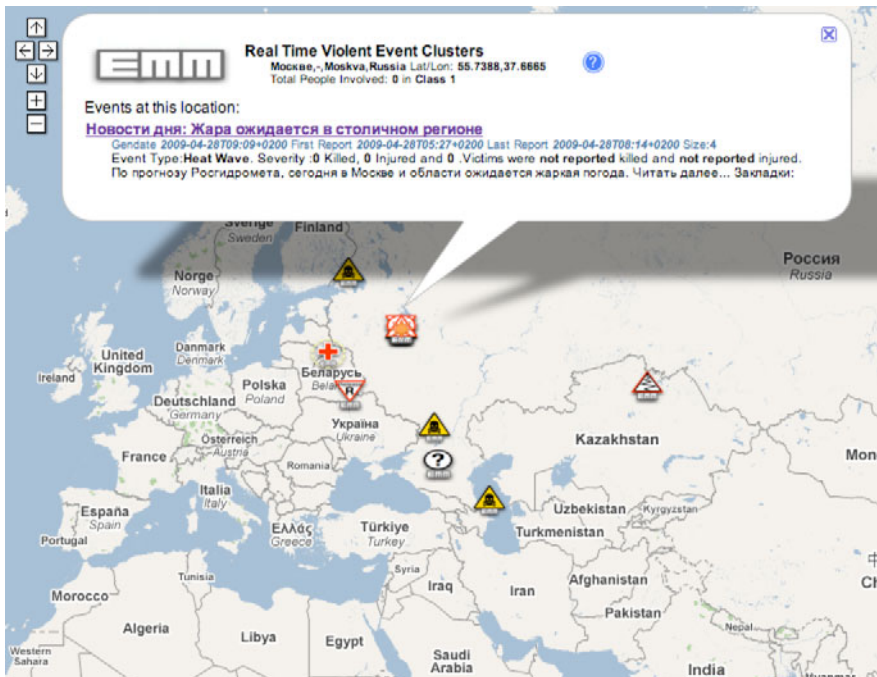 emm
Real Time Violent Event Clusters
Москве,-,Moskva,Russia Lat/Lon: 55.7388,37.6665
Total People Involved: 0 in Class 1
?
Events at this location:
Новости дня: Жара ожидается в столичном регионе
Gendate 2009-04-28T09:09+0200 First Report 2009-04-28T05:27+0200 Last Report 2009-04-28T08:14+0200 Size:4
Event Type:Heat Wave. Severity :0 Killed, 0 Injured and 0 .Victims were not reported killed and not reported injured.
По прогнозу Росгидромета, сегодня в Москве и области ожидается жаркая погода. Читать далее... Закладки:
Sverige
Sweden
Finland
Россия
Russia
Norge
Norway
Danmark
Denmark
United
Kingdom
Ireland
Беларусь
Polska
Poland
Deutschland
Germany
Україна
Ukraine
Österreich
Austria
France
Romania
Kazakhstan
Mon
?
Italia
Italy
España
Spain
Portugal
Ελλάς
Greece
Türkiye
Turkey
Uzbekistan
Kyrgyzstan
Turkmenistan
Syria
Tunisia
Morocco
Iraq
Iran
Afghanistan
中
Ch
Pakistan
Algeria
Libya
Egypt
Nepal
Western
Sahara
Saudi
Arabia
India